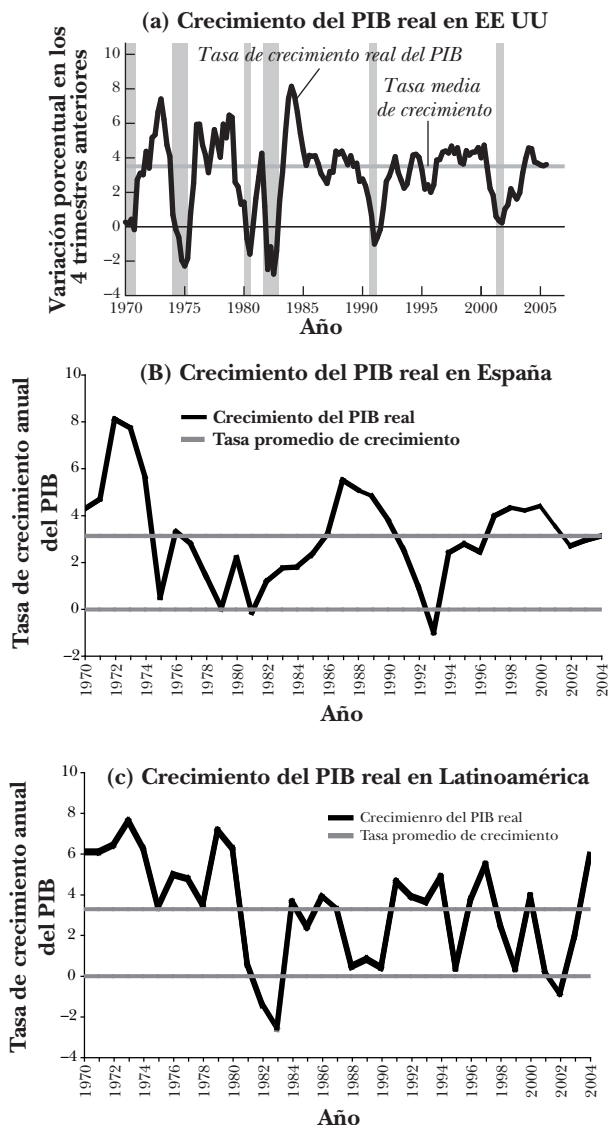 (a) Crecimiento del PIB real en EE UU
Variación porcentual en los
4 trimestres anteriores
10
8
6
4
2
0
−2
−4
Tasa de crecimiento real del PIB
Tasa media
de crecimiento
1970 1975 1980 1985 1990 1995 2000 2005
Año
(B) Crecimiento del PIB real en España
Tasa de crecimiento anual
del PIB
10
8
6
4
2
0
−2
Crecimiento del PIB real
Tasa promedio de crecimiento
1970 1972 1974 1976 1978 1980 1982 1984 1986 1988 1990 1992 1994 1996 1998 2000 2002 2004
Año
(c) Crecimiento del PIB real en Latinoamérica
Tasa de crecimiento anual
del PIB
10
8
6
4
2
0
−2
−4
Crecimienro del PIB real
Tasa promedio de crecimiento
1970 1972 1974 1976 1978 1980 1982 1984 1986 1988 1990 1992 1994 1996 1998 2000 2002 2004
Año